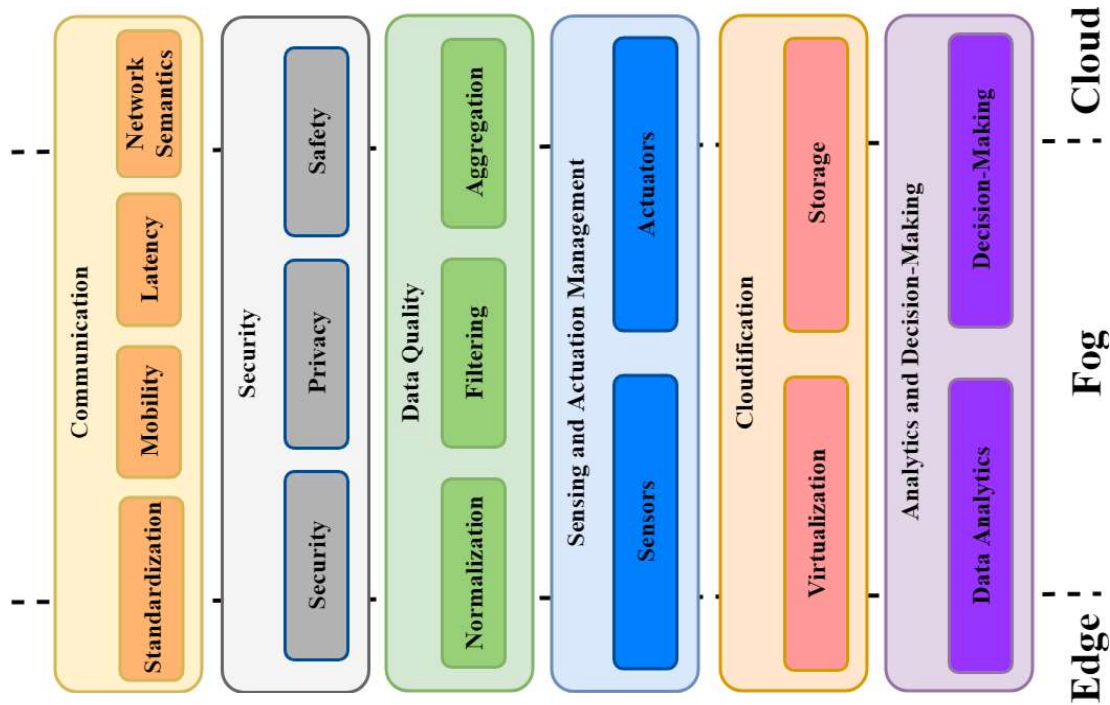 Communication
Standardization
Mobility
Latency
Network
Semantics
Security
Security
Privacy
Safety
Data Quality
Normalization
Filtering
Aggregation
Sensing and Actuation Management
Sensors
Actuators
Cloudification
Virtualization
Storage
Analytics and Decision-Making
Data Analytics
Decision-Making
Edge
Fog
Cloud